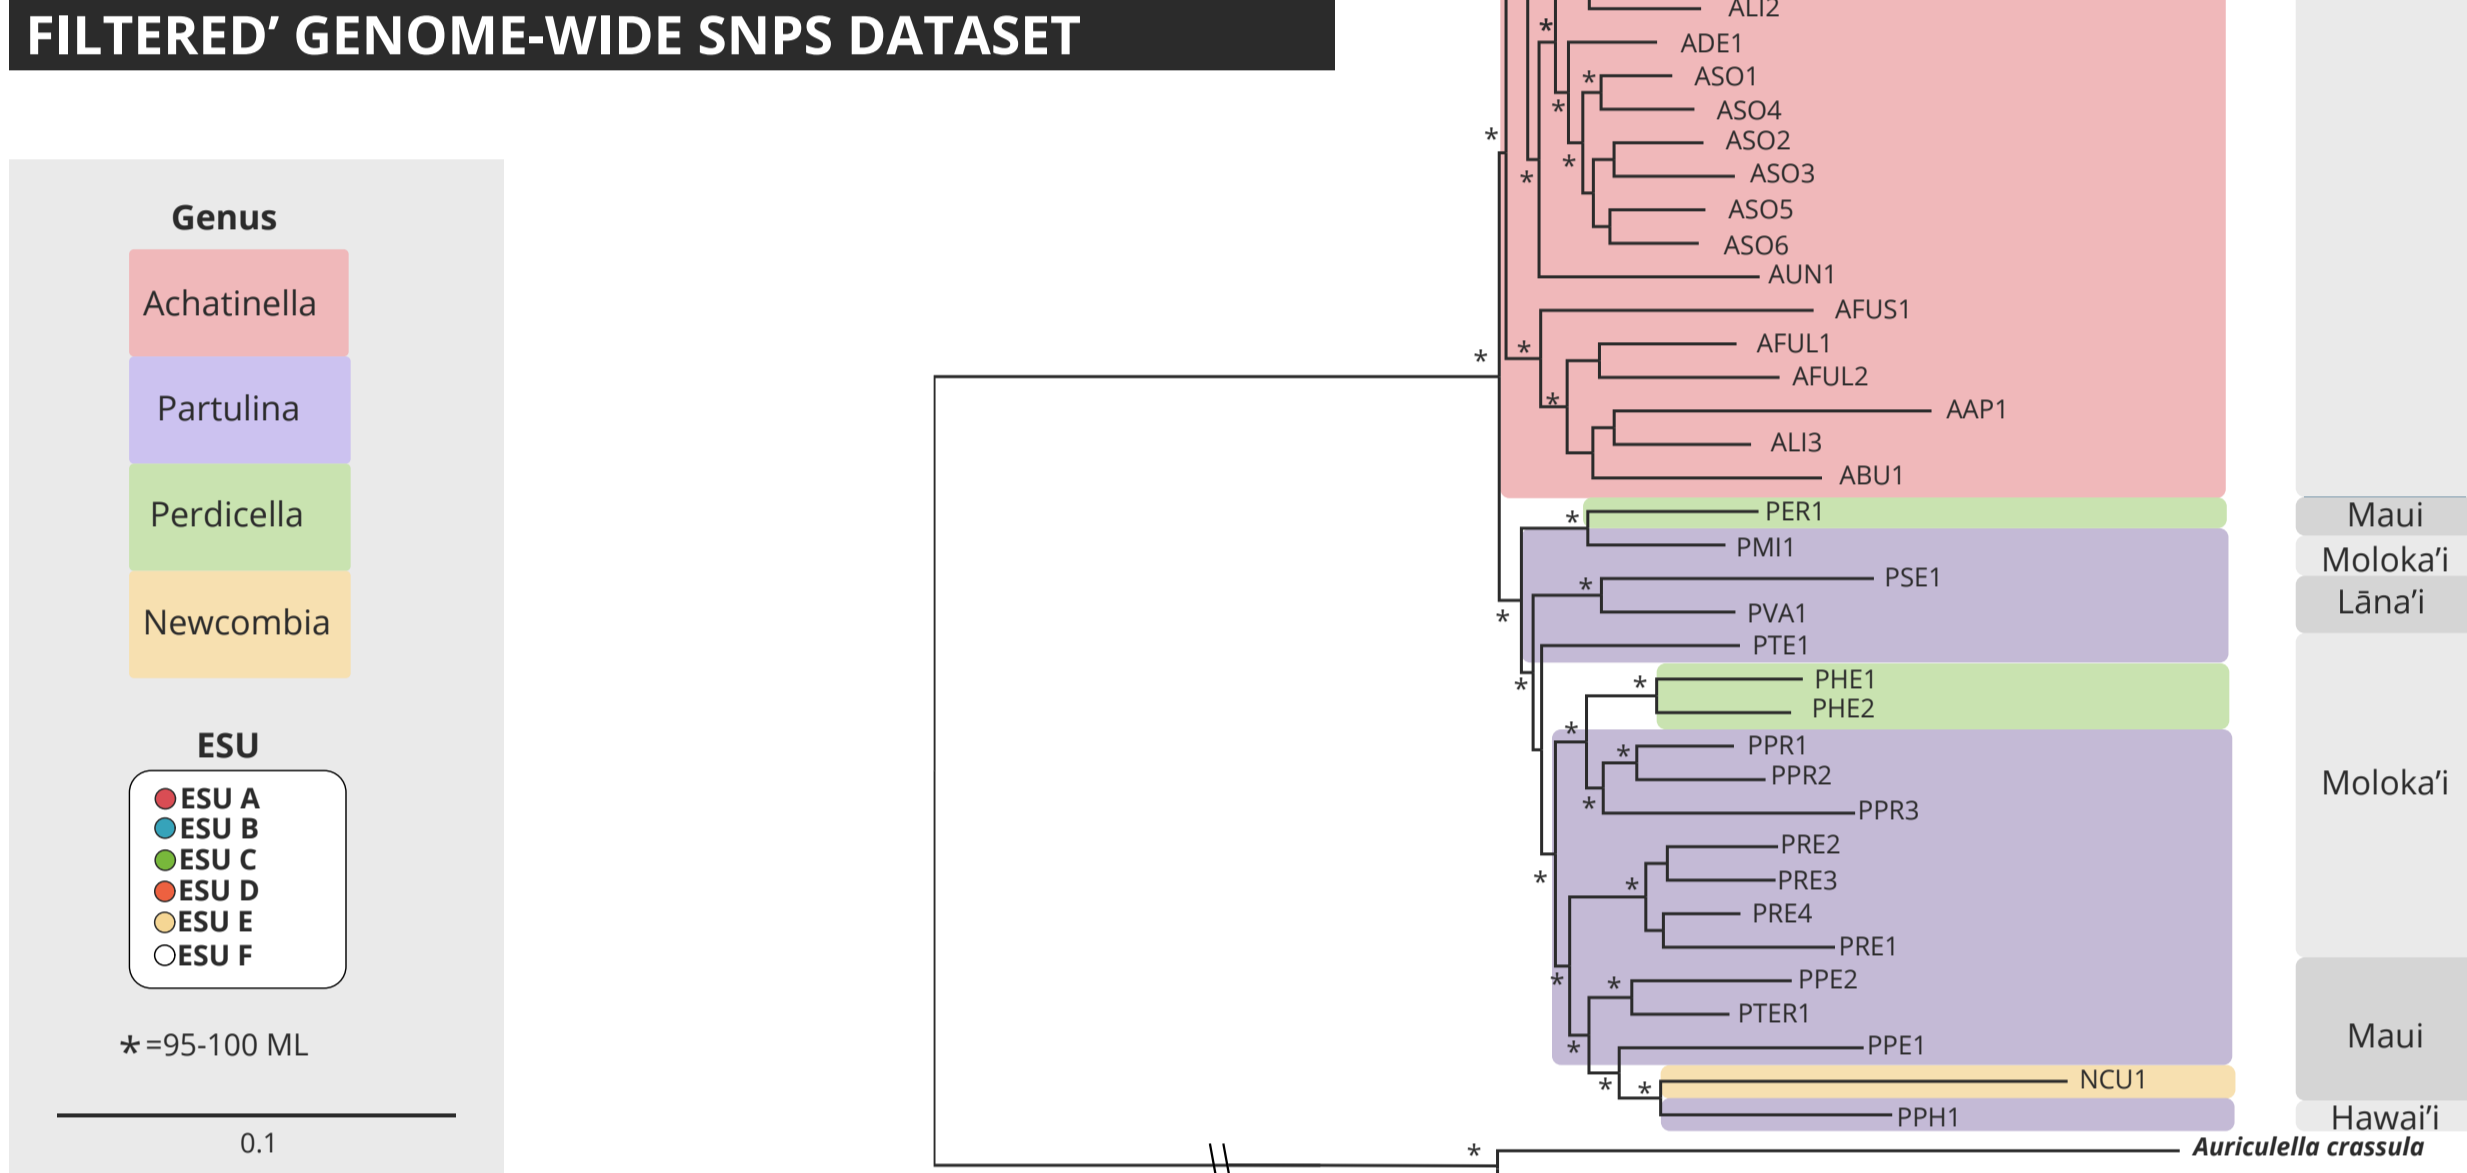 FILTERED’ GENOME-WIDE SNPS DATASET
Genus
Achatinella
Partulina
Perdicella
Newcombia
ESU
ESU A
ESU B
ESU C
ESU D
ESU E
ESU F
*=95-100 ML
0.1
ALI2
ADE1
ASO1
ASO4
ASO2
ASO3
ASO5
ASO6
AUN1
AFUS1
AFUL1
AFUL2
AAP1
ALI3
ABU1
PER1
PMI1
PSE1
PVA1
PTE1
PHE1
PHE2
PPR1
PPR2
PPR3
PRE2
PRE3
PRE4
PRE1
PPE2
PTER1
PPE1
NCU1
PPH1
Auriculella crassula
Maui
Moloka’i
Lāna’i
Moloka’i
Maui
Hawai’i